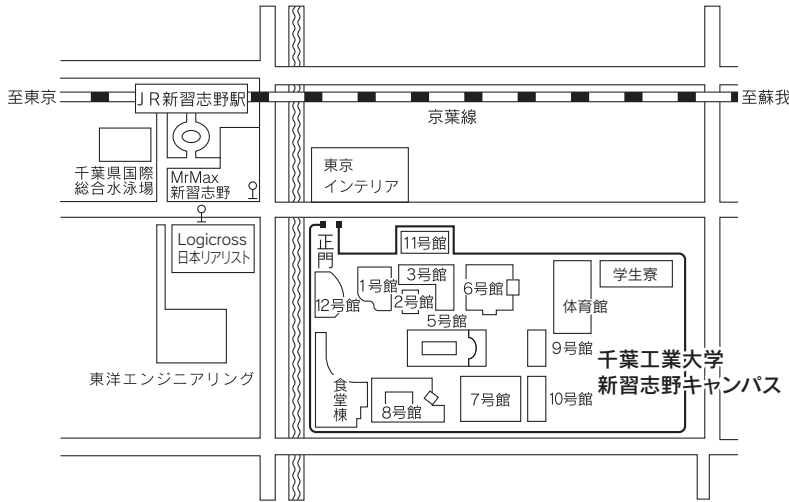 至東京
JR新習志野駅
京葉線
至蘇我
千葉県国際
総合水泳場
MrMax
新習志野
東京
インテリア
Logicross
日本リアリスト
東洋エンジニアリング
正門
11号館
12号館
1号館
3号館
2号館
5号館
6号館
体育館
学生寮
9号館
千葉工業大学
新習志野キャンパス
食堂棟
8号館
7号館
10号館